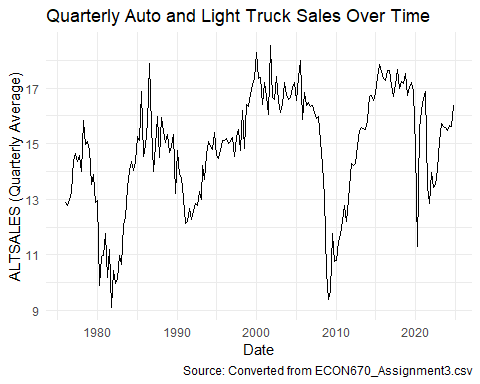 Quarterly Auto and Light Truck Sales Over Time
ALTSALES (Quarterly Average)
17
15
13
11
9
1980 1990 2000 2010 2020
Date
Source: Converted from ECON670_Assignment3.csv